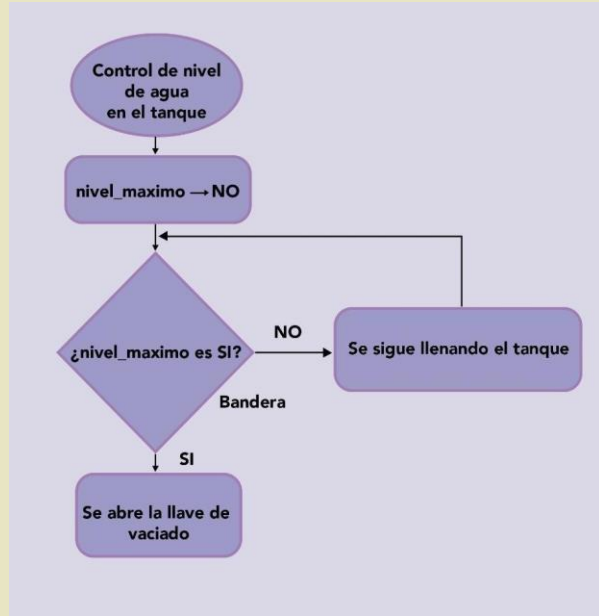 Control de nivel
de agua
en el tanque
nivel_maximo → NO
¿nivel_maximo es SI?
NO
Se sigue llenando el tanque
Bandera
SI
Se abre la llave de
vaciado